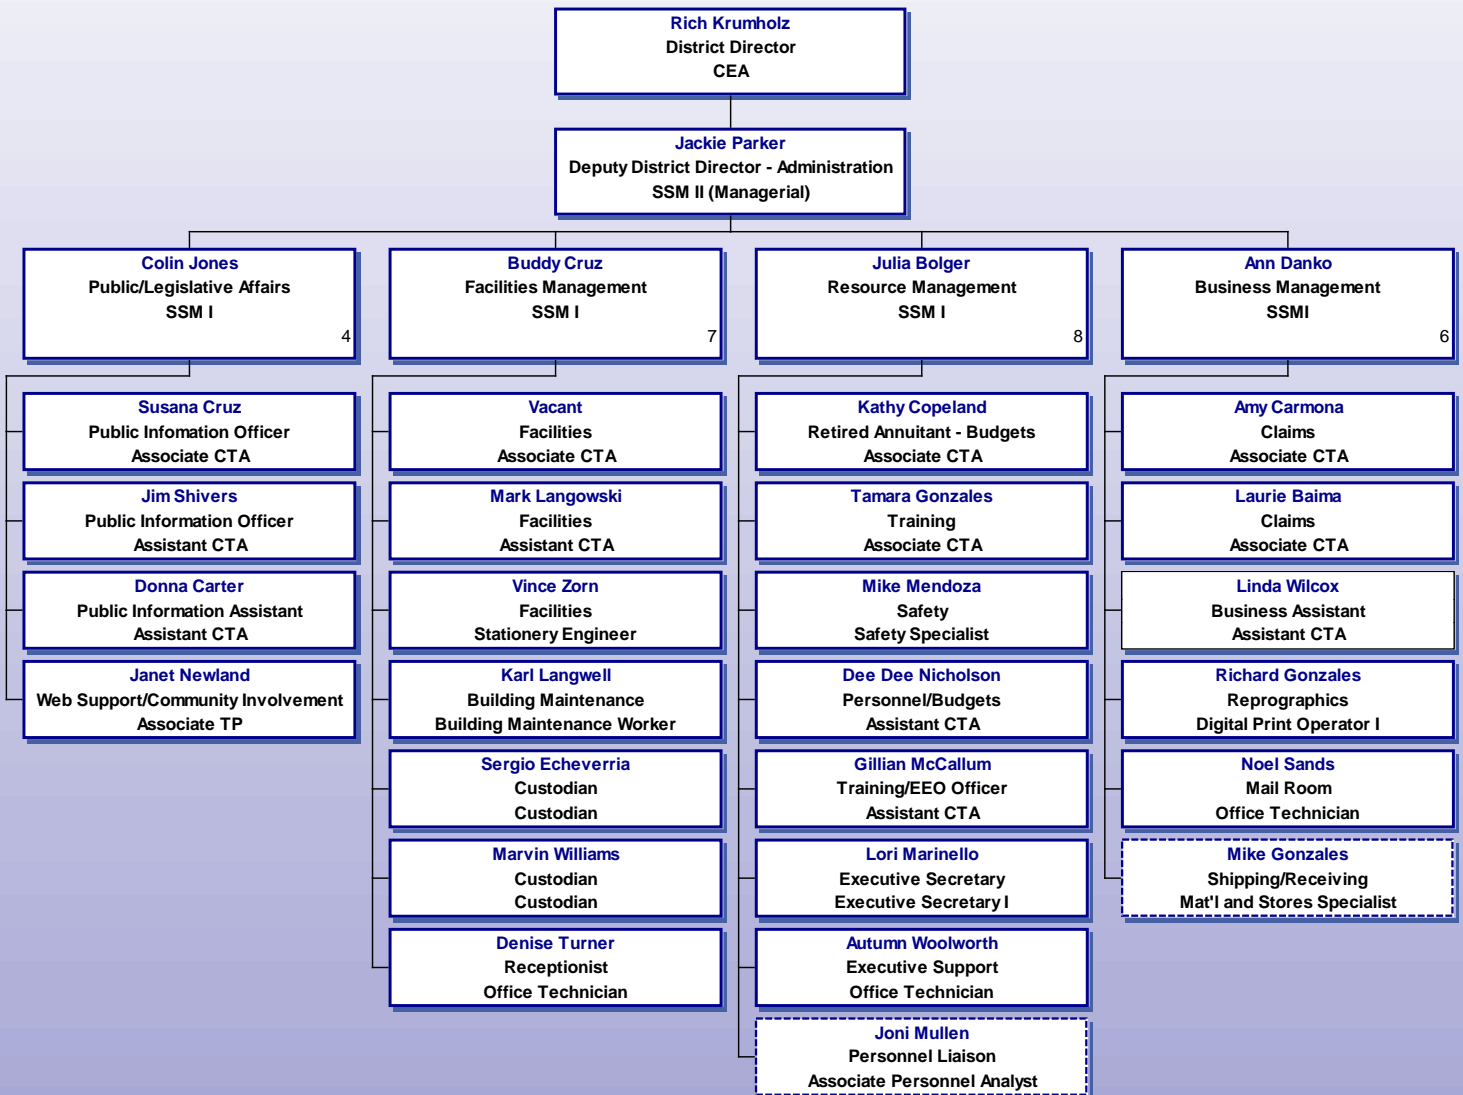 Rich Krumholz
District Director
CEA
Jackie Parker
Deputy District Director - Administration
SSM II (Managerial)
Colin Jones
Public/Legislative Affairs
SSM I
4
Buddy Cruz
Facilities Management
SSM I
7
Julia Bolger
Resource Management
SSM I
8
Ann Danko
Business Management
SSMI
6
Susana Cruz
Public Infomation Officer
Associate CTA
Jim Shivers
Public Information Officer
Assistant CTA
Donna Carter
Public Information Assistant
Assistant CTA
Janet Newland
Web Support/Community Involvement
Associate TP
Vacant
Facilities
Associate CTA
Mark Langowski
Facilities
Assistant CTA
Vince Zorn
Facilities
Stationery Engineer
Karl Langwell
Building Maintenance
Building Maintenance Worker
Sergio Echeverria
Custodian
Custodian
Marvin Williams
Custodian
Custodian
Denise Turner
Receptionist
Office Technician
Kathy Copeland
Retired Annuitant - Budgets
Associate CTA
Tamara Gonzales
Training
Associate CTA
Mike Mendoza
Safety
Safety Specialist
Dee Dee Nicholson
Personnel/Budgets
Assistant CTA
Gillian McCallum
Training/EEO Officer
Assistant CTA
Lori Marinello
Executive Secretary
Executive Secretary I
Autumn Woolworth
Executive Support
Office Technician
Joni Mullen
Personnel Liaison
Associate Personnel Analyst
Amy Carmona
Claims
Associate CTA
Laurie Baima
Claims
Associate CTA
Linda Wilcox
Business Assistant
Assistant CTA
Richard Gonzales
Reprographics
Digital Print Operator I
Noel Sands
Mail Room
Office Technician
Mike Gonzales
Shipping/Receiving
Mat'l and Stores Specialist